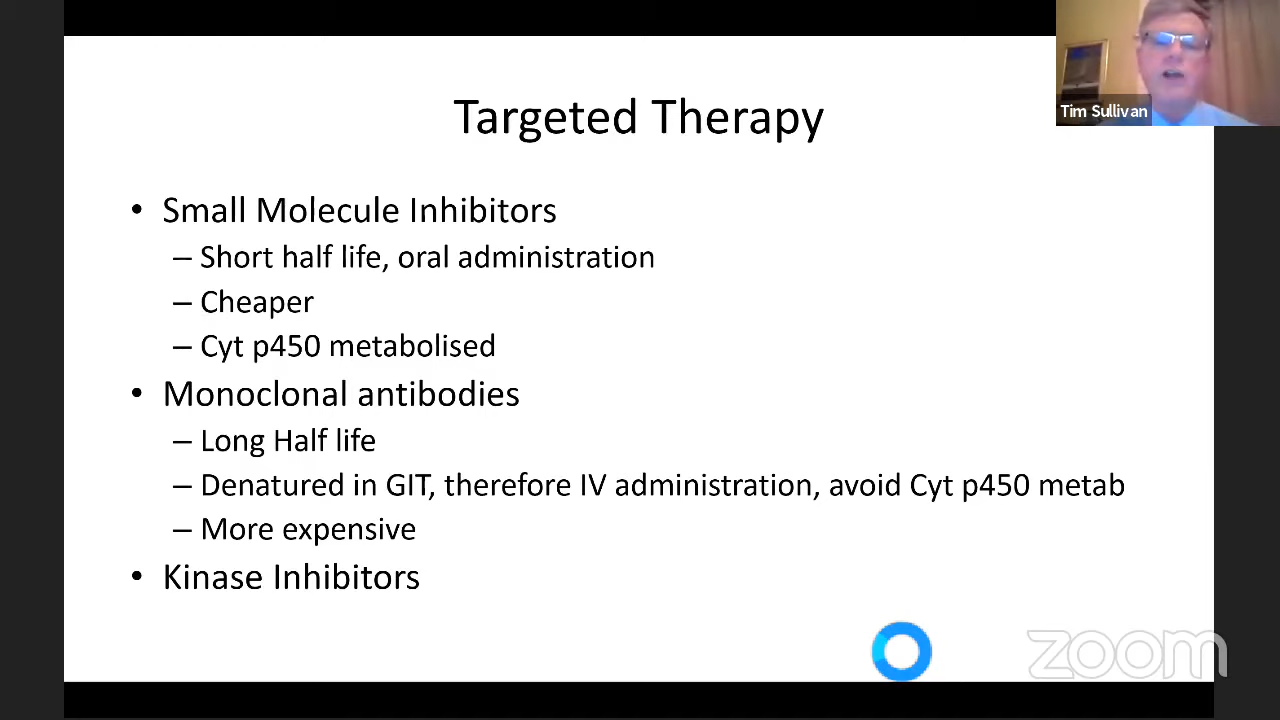 Targeted Therapy
Tim Sullivan
• Small Molecule Inhibitors
– Short half life, oral administration
– Cheaper
– Cyt p450 metabolised
• Monoclonal antibodies
– Long Half life
– Denatured in GIT, therefore IV administration, avoid Cyt p450 metab
– More expensive
• Kinase Inhibitors
zoom